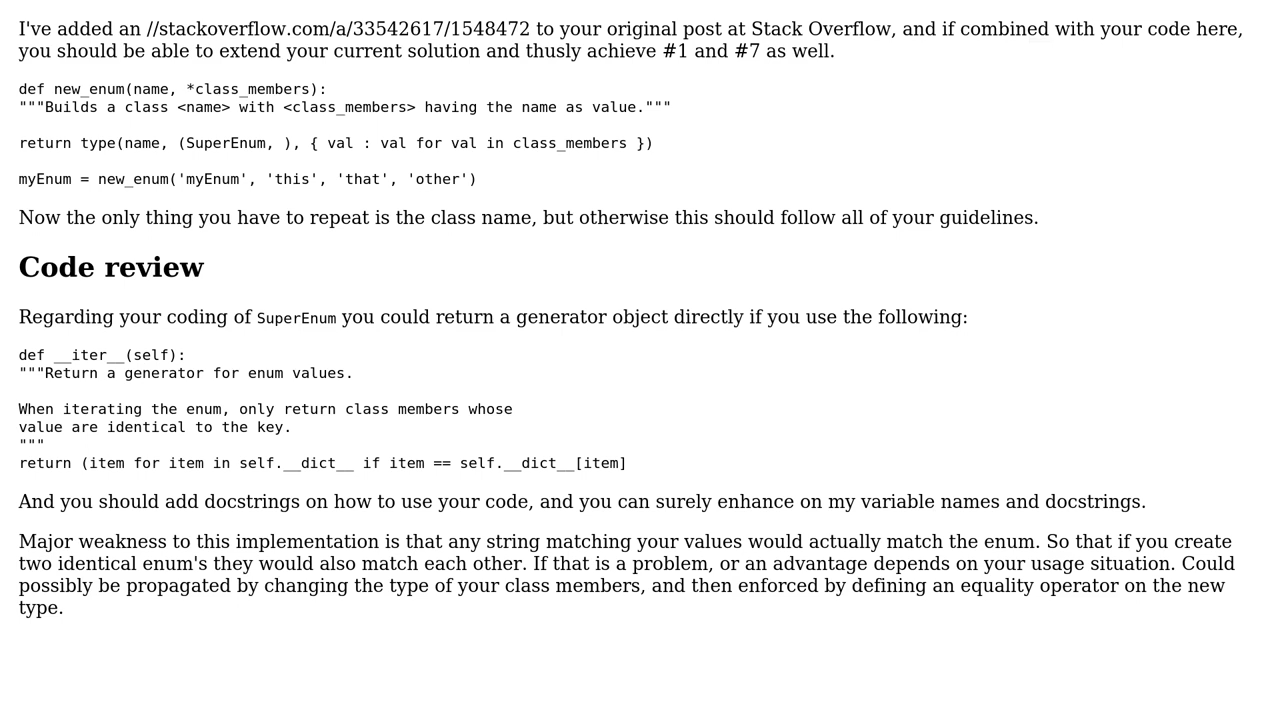 I've added an //stackoverflow.com/a/33542617/1548472 to your original post at Stack Overflow, and if combined with your code here,
you should be able to extend your current solution and thusly achieve #1 and #7 as well.
def new_enum(name, *class_members):
"""Builds a class <name> with <class_members> having the name as value."""
return type(name, (SuperEnum, ), { val : val for val in class_members })
myEnum = new_enum('myEnum', 'this', 'that', 'other')
Now the only thing you have to repeat is the class name, but otherwise this should follow all of your guidelines.
Code review
Regarding your coding of SuperEnum you could return a generator object directly if you use the following:
def __iter__(self):
"""Return a generator for enum values.
When iterating the enum, only return class members whose
value are identical to the key.
"""
return (item for item in self.__dict__ if item == self.__dict__[item]
And you should add docstrings on how to use your code, and you can surely enhance on my variable names and docstrings.
Major weakness to this implementation is that any string matching your values would actually match the enum. So that if you create
two identical enum's they would also match each other. If that is a problem, or an advantage depends on your usage situation. Could
possibly be propagated by changing the type of your class members, and then enforced by defining an equality operator on the new
type.